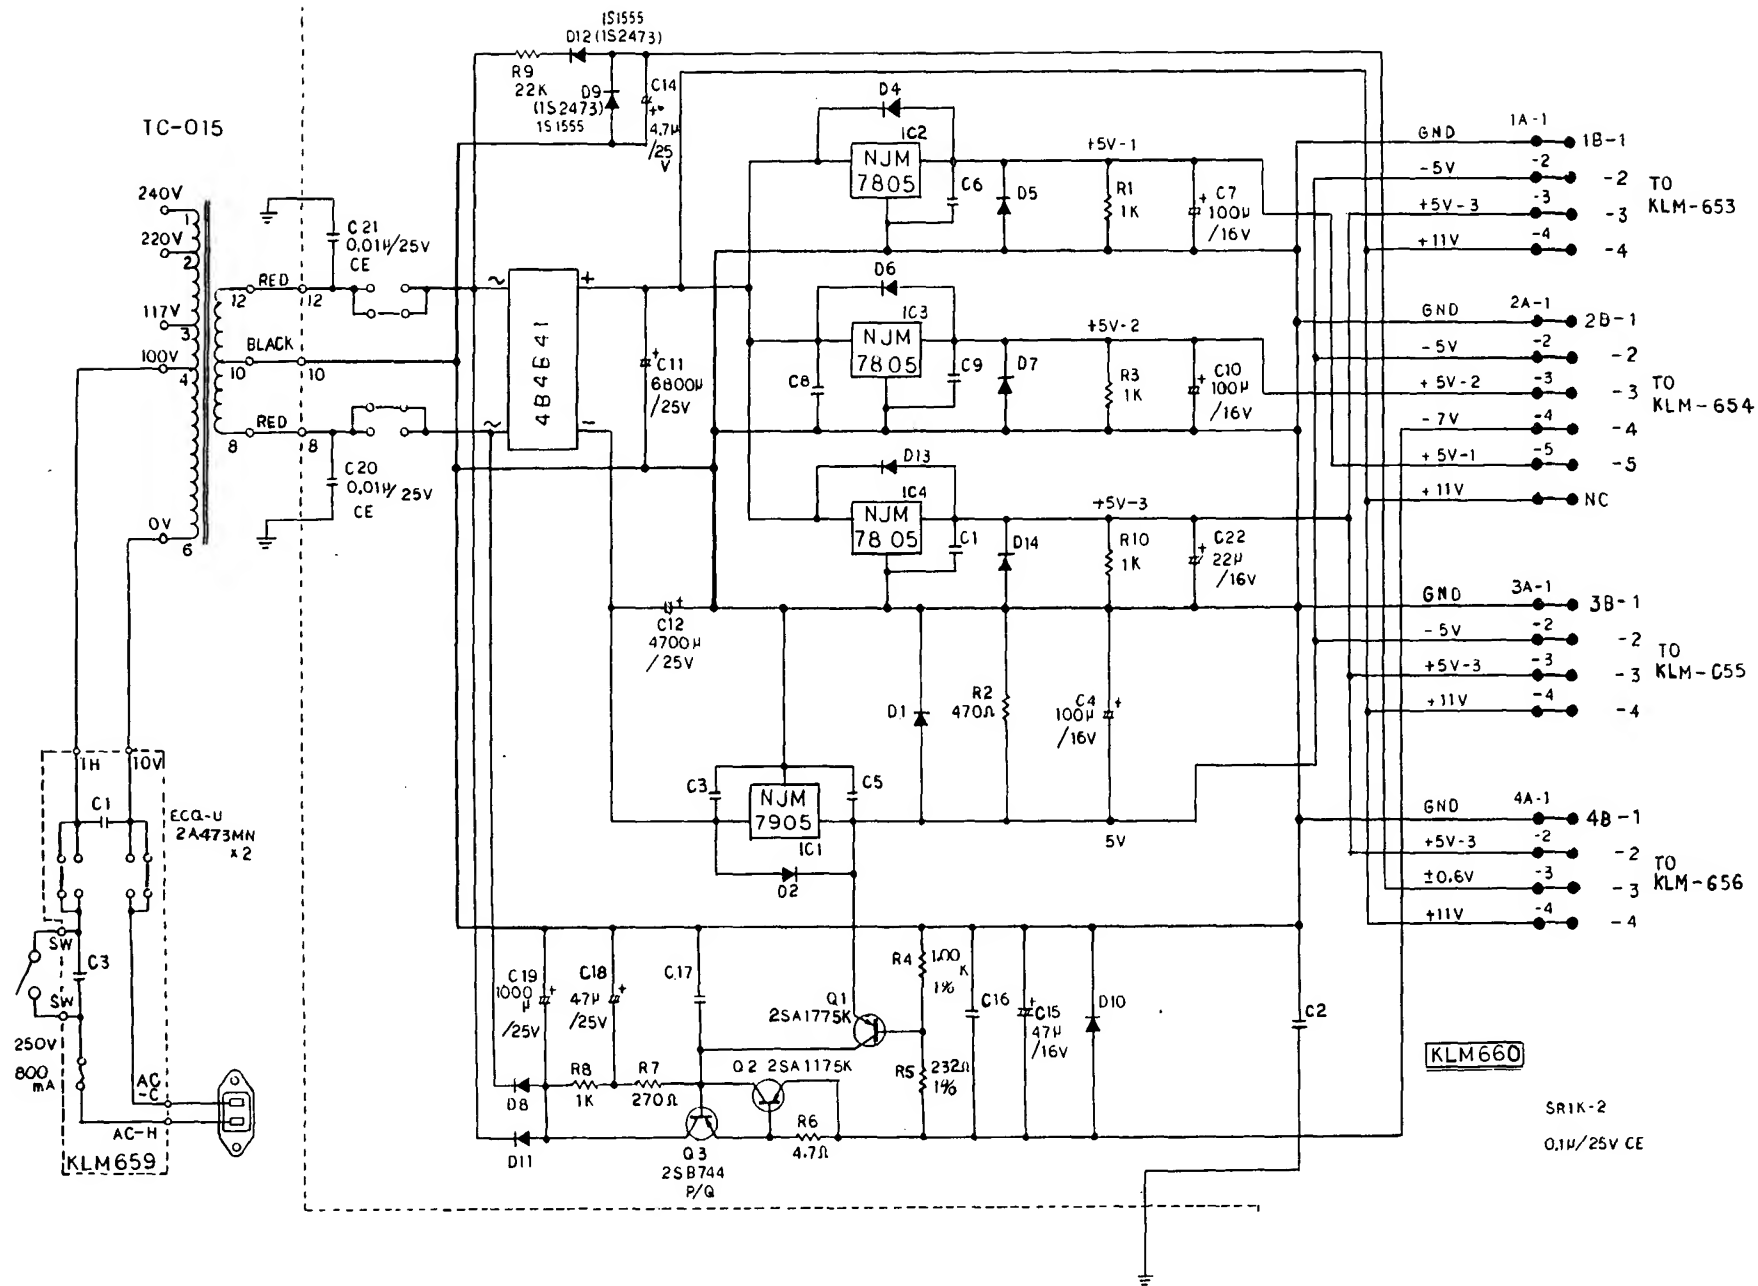 1S1555
D12(1S2473)
R9
22K
D9
(1S2473)
1S1555
C14
+
4.7μ
/25
V
TC-015
240V
1
220V
2
117V
3
100V
4
0V
6
12
RED
12
10
BLACK
10
8
RED
8
C21
0.01μ/25V
CE
C20
0.01μ/25V
CE
~
+
~
-
4B4B41
C11
+
6800μ
/25V
C12
+
4700μ
/25V
D4
IC2
NJM
7805
C6
D5
+5V-1
R1
1K
+
C7
100μ
/16V
D6
IC3
NJM
7805
C8
C9
D7
+5V-2
R3
1K
+
C10
100μ
/16V
D13
IC4
NJM
7805
C1
D14
+5V-3
R10
1K
+
C22
22μ
/16V
D1
R2
470Ω
C4
+
100μ
/16V
C3
NJM
7905
IC1
C5
D2
5V
C19
1000
μ
+
/25V
C18
47μ
+
/25V
C17
Q1
2SA1775K
R4
100
K
1%
R5
232Ω
1%
C16
+
C15
47μ
/16V
D10
C2
D8
R8
1K
R7
270Ω
Q2 2SA1175K
D11
Q3
2SB744
P/Q
R6
4.7Ω
GND 1A-1 1B-1
-5V -2 -2
+5V-3 -3 -3
+11V -4 -4
TO
KLM-653
GND 2A-1 2B-1
-5V -2 -2
+5V-2 -3 -3
-7V -4 -4
+5V-1 -5 -5
+11V NC
TO
KLM-654
GND 3A-1 3B-1
-5V -2 -2
+5V-3 -3 -3
+11V -4 -4
TO
KLM-655
GND 4A-1 4B-1
+5V-3 -2 -2
±0.6V -3 -3
+11V -4 -4
TO
KLM-656
1H
10V
C1
ECQ-U
2A473MN
x2
SW
C3
SW
250V
800
mA
AC
-C
AC-H
KLM659
KLM660
SR1K-2
0.1μ/25V CE